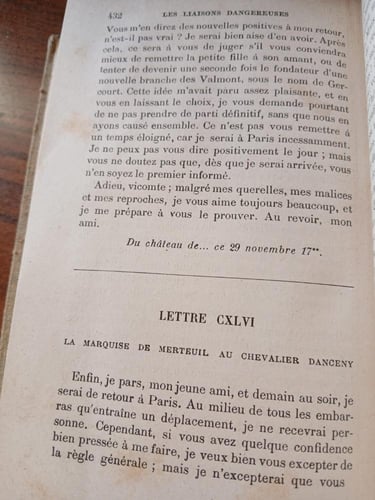 432 LES LIAISONS DANGEREUSES
Vous m'en direz des nouvelles positives à mon retour,
n'est-il pas vrai ? Je serai bien aise d'en avoir. Après
cela, ce sera à vous de juger s'il vous conviendra
mieux de remettre la petite fille à son amant, ou de
tenter de devenir une seconde fois le fondateur d'une
nouvelle branche des Valmont, sous le nom de Ger-
court. Cette idée m'avait paru assez plaisante, et en
vous en laissant le choix, je vous demande pourtant
de ne pas prendre de parti définitif, sans que nous en
ayons causé ensemble. Ce n'est pas vous remettre à
un temps éloigné, car je serai à Paris incessamment.
Je ne peux pas vous dire positivement le jour ; mais
vous ne doutez pas que, dès que je serai arrivée, vous
n'en soyez le premier informé.
Adieu, vicomte ; malgré mes querelles, mes malices
et mes reproches, je vous aime toujours beaucoup, et
je me prépare à vous le prouver. Au revoir, mon
ami.
Du château de... ce 29 novembre 17**.
LETTRE CXLVI
LA MARQUISE DE MERTEUIL AU CHEVALIER DANCENY
Enfin, je pars, mon jeune ami, et demain au soir, je
serai de retour à Paris. Au milieu de tous les embar-
ras qu'entraîne un déplacement, je ne recevrai per-
sonne. Cependant, si vous avez quelque confidence
bien pressée à me faire, je veux bien vous excepter de
la règle générale ; mais je n'excepterai que vous